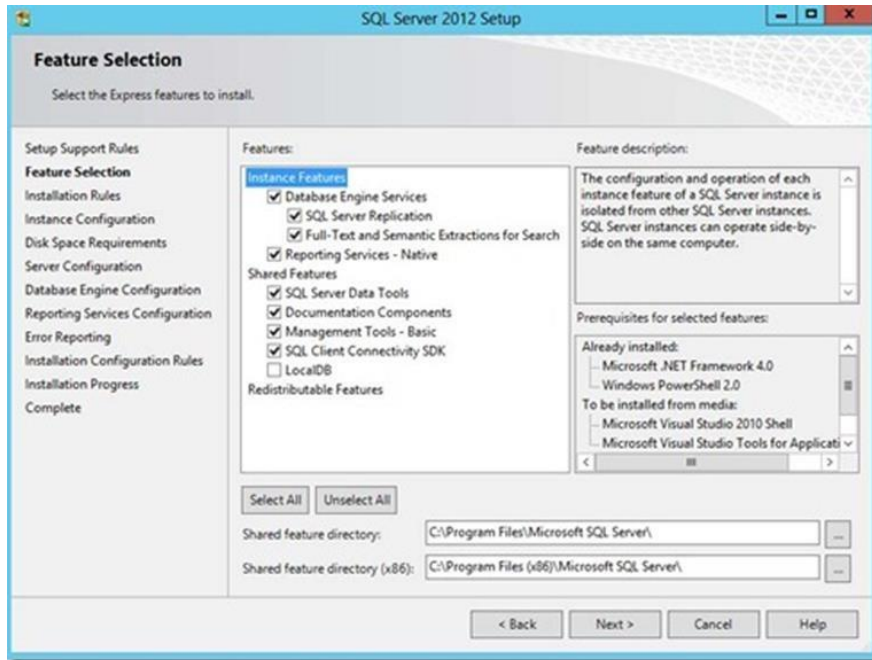 SQL Server 2012 Setup
Feature Selection
Select the Express features to install.
Setup Support Rules
Feature Selection
Installation Rules
Instance Configuration
Disk Space Requirements
Server Configuration
Database Engine Configuration
Reporting Services Configuration
Error Reporting
Installation Configuration Rules
Installation Progress
Complete
Features:
Instance Features
Database Engine Services
SQL Server Replication
Full-Text and Semantic Extractions for Search
Reporting Services - Native
Shared Features
SQL Server Data Tools
Documentation Components
Management Tools - Basic
SQL Client Connectivity SDK
LocalDB
Redistributable Features
Feature description:
The configuration and operation of each
instance feature of a SQL Server instance is
isolated from other SQL Server instances.
SQL Server instances can operate side-by-
side on the same computer.
Prerequisites for selected features:
Already installed:
Microsoft .NET Framework 4.0
Windows PowerShell 2.0
To be installed from media:
Microsoft Visual Studio 2010 Shell
Microsoft Visual Studio Tools for Applicati
Select All
Unselect All
Shared feature directory: C:\Program Files\Microsoft SQL Server\
...
Shared feature directory (x86): C:\Program Files (x86)\Microsoft SQL Server\
...
< Back
Next >
Cancel
Help